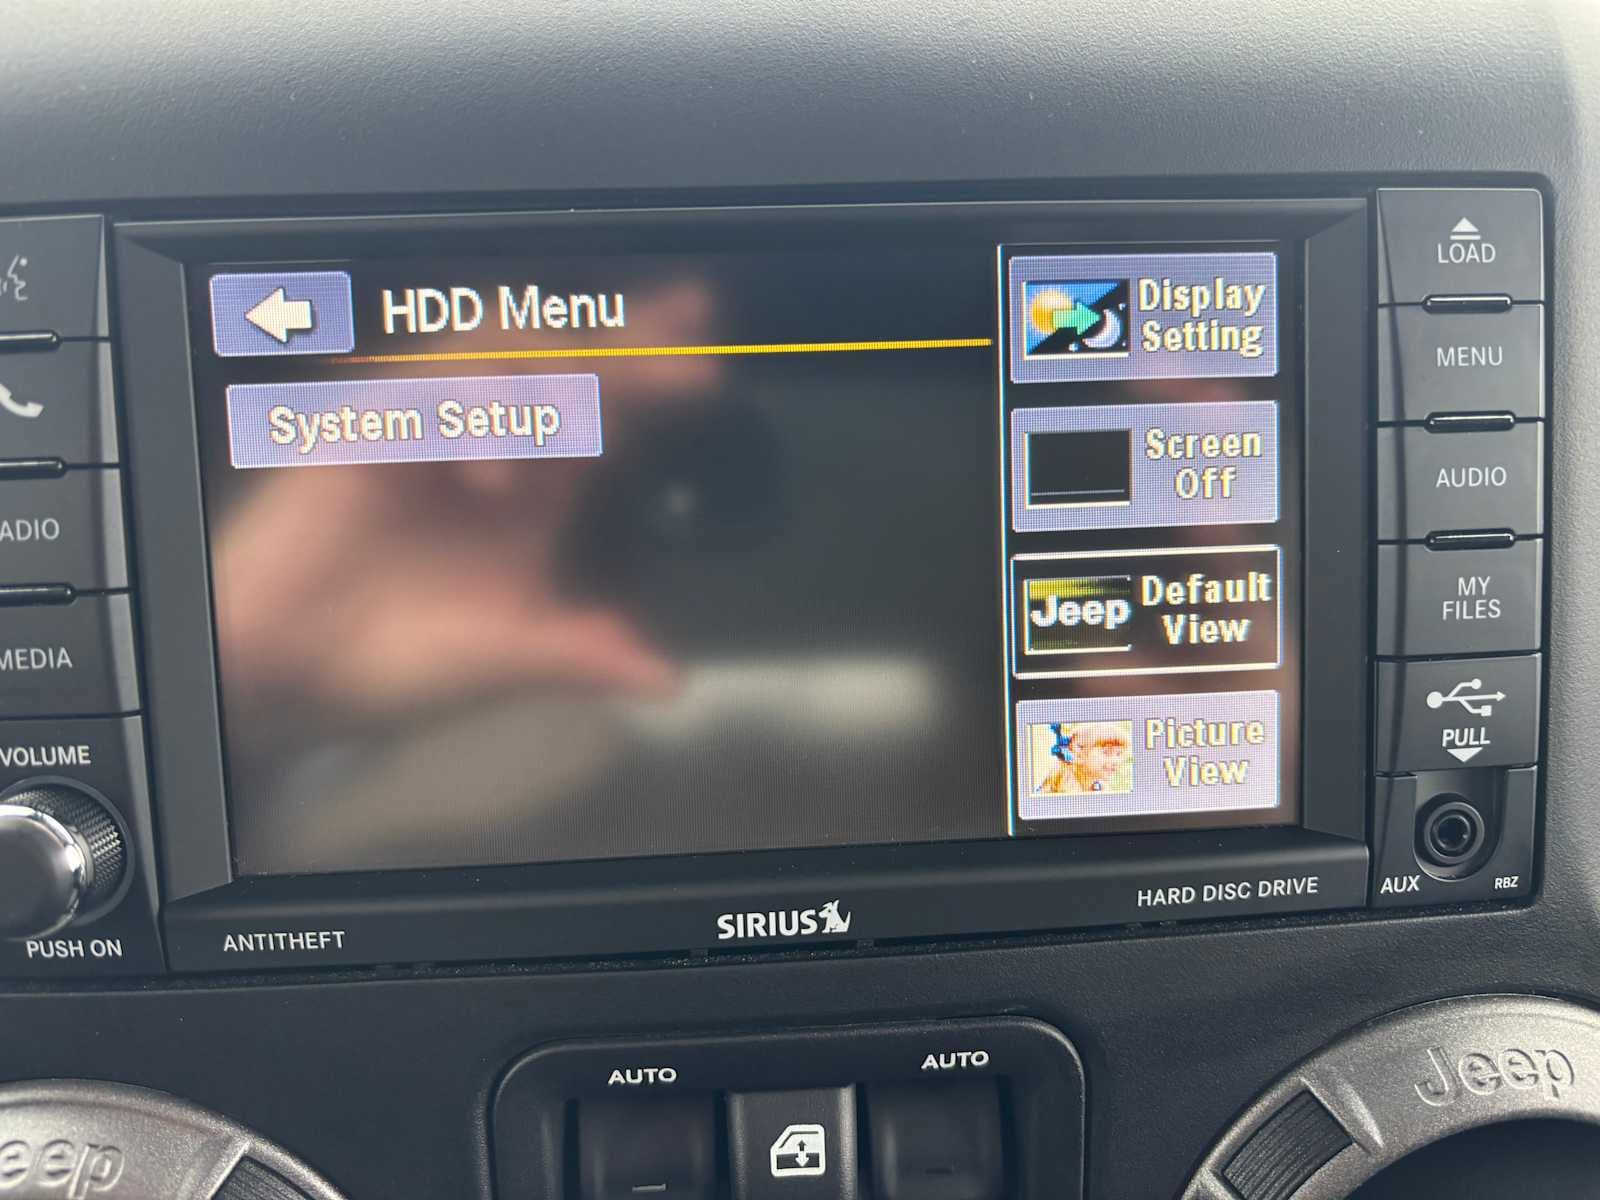 HDD Menu
System Setup
Display
Setting
Screen
Off
Jeep
Default
View
Picture
View
ADIO
MEDIA
VOLUME
PUSH ON
LOAD
MENU
AUDIO
MY
FILES
PULL
AUX
RBZ
ANTITHEFT
SIRIUS
HARD DISC DRIVE
AUTO
AUTO
Jeep
eep